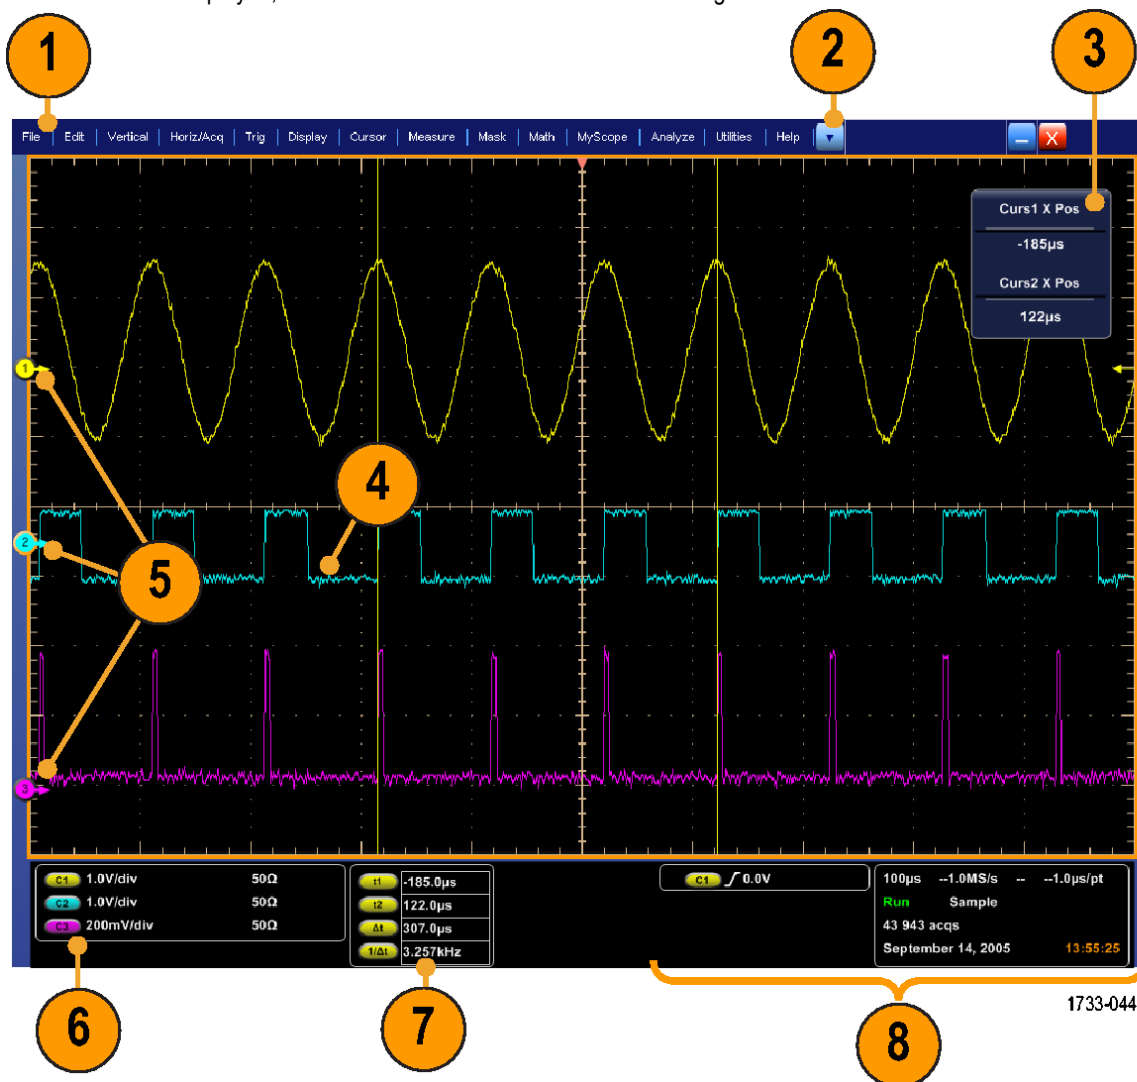 1
2
3
File | Edit | Vertical | Horiz/Acq | Trig | Display | Cursor | Measure | Mask | Math | MyScope | Analyze | Utilities | Help
X
Curs1 X Pos
-185µs
Curs2 X Pos
122µs
1
4
2
5
3
C1 1.0V/div 50Ω
C2 1.0V/div 50Ω
C3 200mV/div 50Ω
t1 -185.0µs
t2 122.0µs
Δt 307.0µs
1/Δt 3.257kHz
C1 0.0V
100µs --1.0MS/s -- --1.0µs/pt
Run Sample
43 943 acqs
September 14, 2005 13:55:25
1733-044
6
7
8